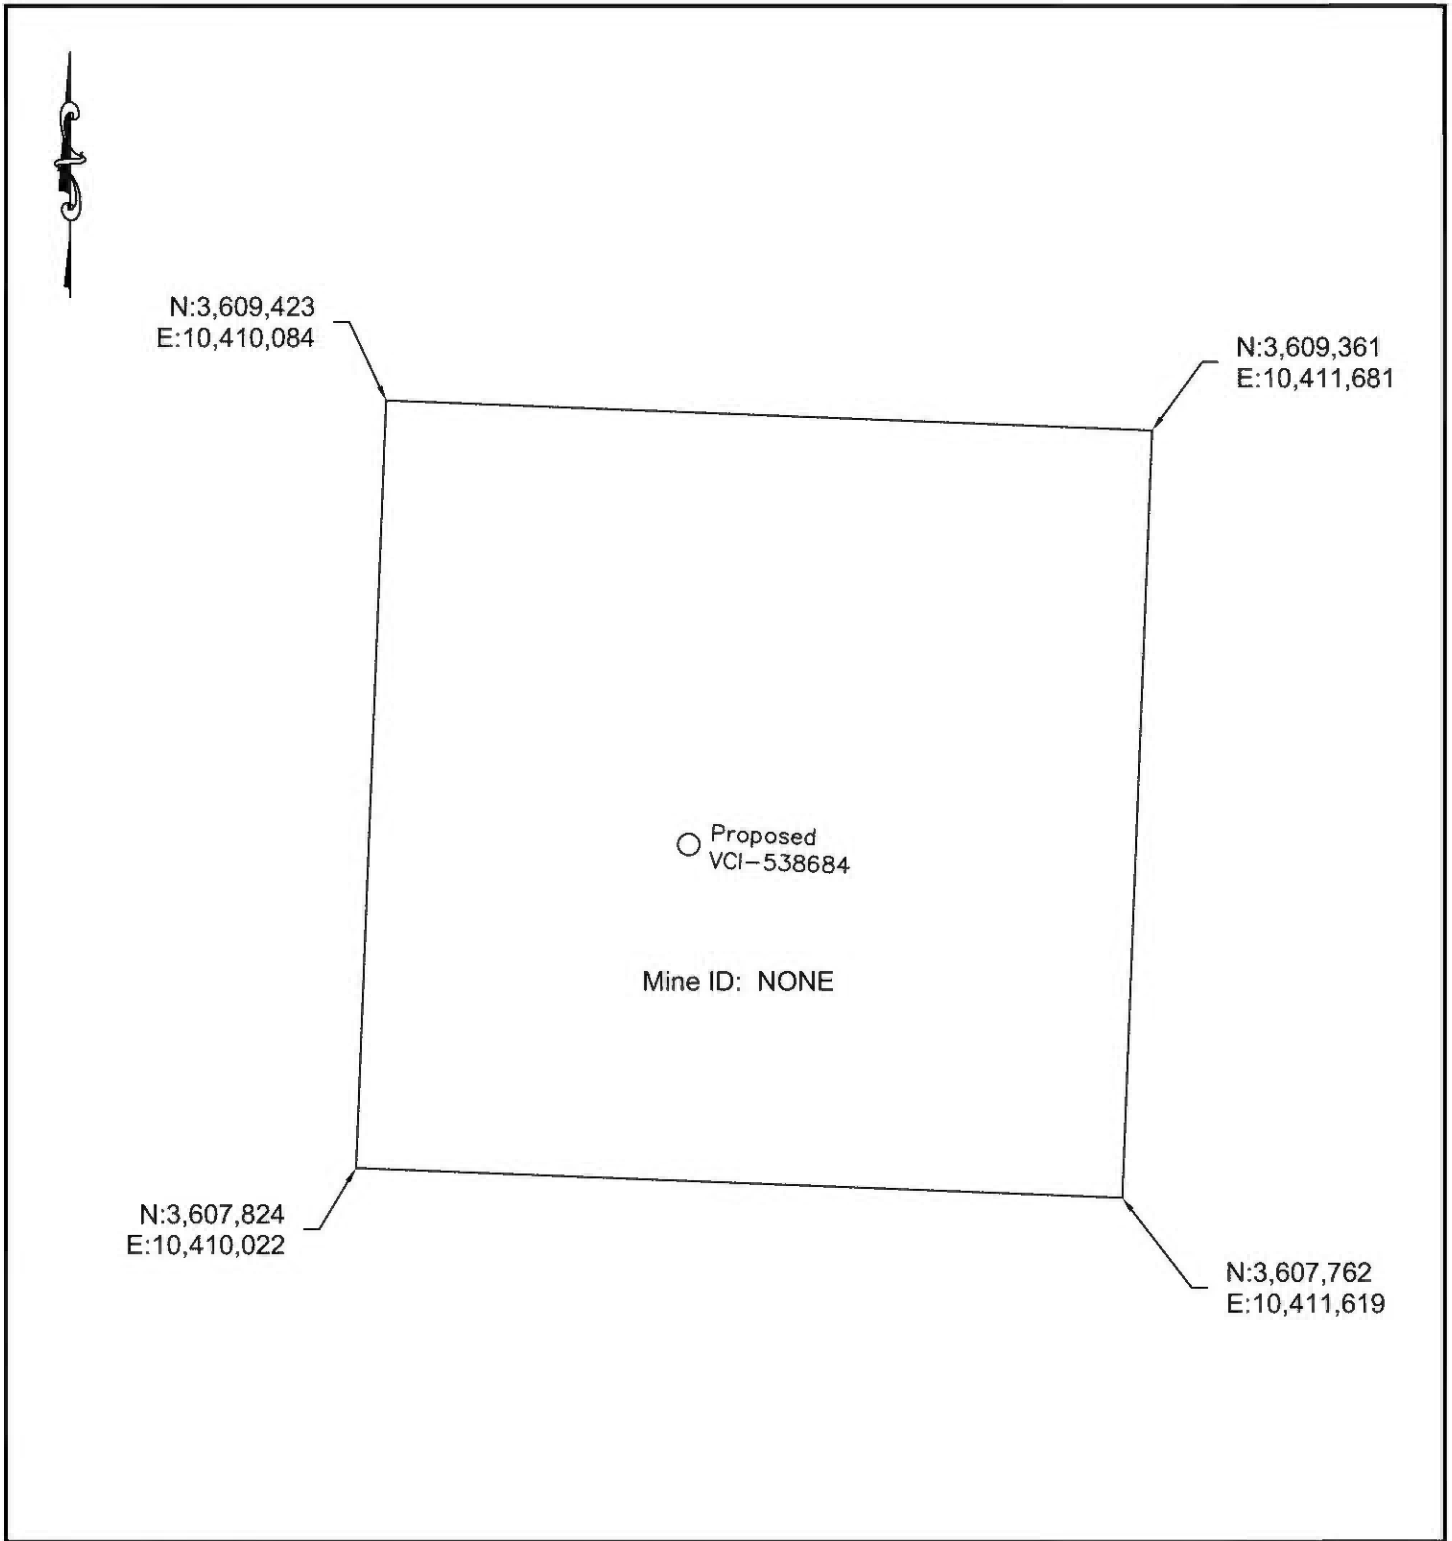 N:3,609,423
E:10,410,084
N:3,609,361
E:10,411,681
Proposed
VCI-538684
Mine ID: NONE
N:3,607,824
E:10,410,022
N:3,607,762
E:10,411,619